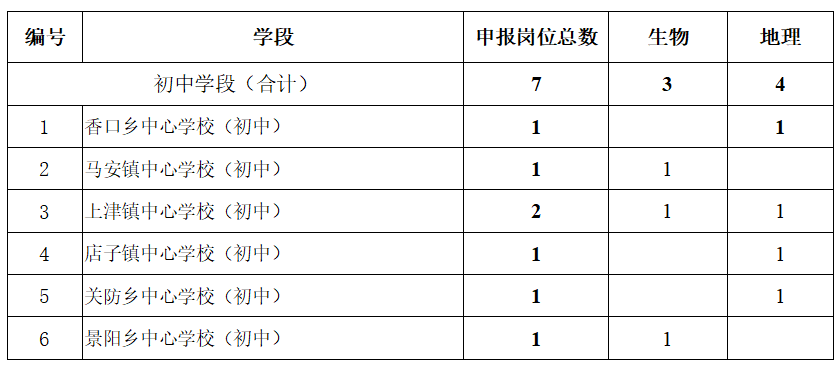 编号 学段 申报岗位总数 生物 地理
初中学段（合计） 7 3 4
1 香口乡中心学校（初中） 1 1
2 马安镇中心学校（初中） 1 1
3 上津镇中心学校（初中） 2 1 1
4 店子镇中心学校（初中） 1 1
5 关防乡中心学校（初中） 1 1
6 景阳乡中心学校（初中） 1 1